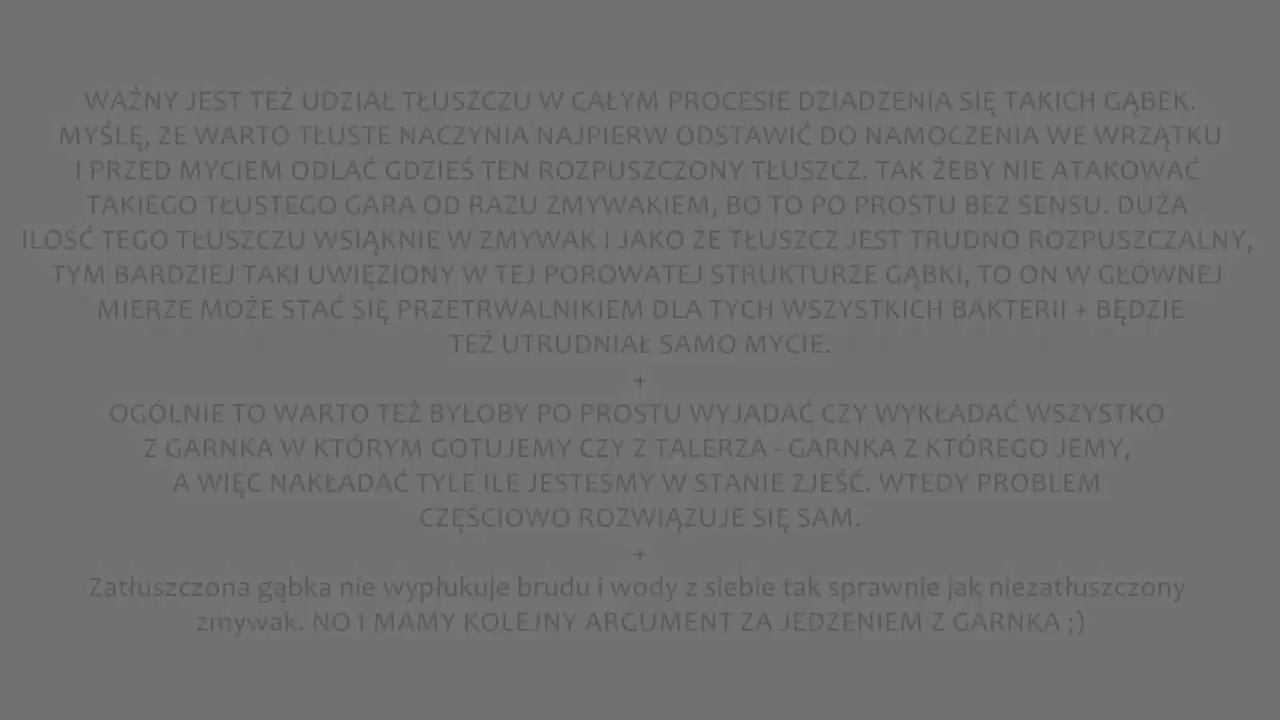 WAŻNY JEST TEŻ UDZIAŁ TŁUSZCZU W CAŁYM PROCESIE DZIADZENIA SIĘ TAKICH GĄBEK.
MYŚLĘ, ZE WARTO TŁUSTE NACZYNIA NAJPIERW ODSTAWIĆ DO NAMOCZENIA WE WRZĄTKU
I PRZED MYCIEM ODLAĆ GDZIEŚ TEN ROZPUSZCZONY TŁUSZCZ. TAK ŻEBY NIE ATAKOWAĆ
TAKIEGO TŁUSTEGO GARA OD RAZU ZMYWAKIEM, BO TO PO PROSTU BEZ SENSU. DUŻA
ILOŚĆ TEGO TŁUSZCZU WSIĄKNIE W ZMYWAK I JAKO ŻE TŁUSZCZ JEST TRUDNO ROZPUSZCZALNY,
TYM BARDZIEJ TAKI UWIĘZIONY W TEJ POROWATEJ STRUKTURZE GĄBKI, TO ON W GŁÓWNEJ
MIERZE MOŻE STAĆ SIĘ PRZETRWALNIKIEM DLA TYCH WSZYSTKICH BAKTERII + BĘDZIE
TEŻ UTRUDNIAŁ SAMO MYCIE.
+
OGÓLNIE TO WARTO TEŻ BYŁOBY PO PROSTU WYJADAĆ CZY WYKŁADAĆ WSZYSTKO
Z GARNKA W KTÓRYM GOTUJEMY CZY Z TALERZA - GARNKA Z KTÓREGO JEMY,
A WIĘC NAKŁADAĆ TYLE ILE JESTEŚMY W STANIE ZJEŚĆ. WTEDY PROBLEM
CZĘŚCIOWO ROZWIĄZUJE SIĘ SAM.
+
Zatłuszczona gąbka nie wypłukuje brudu i wody z siebie tak sprawnie jak niezatłuszczony
zmywak. NO I MAMY KOLEJNY ARGUMENT ZA JEDZENIEM Z GARNKA ;)